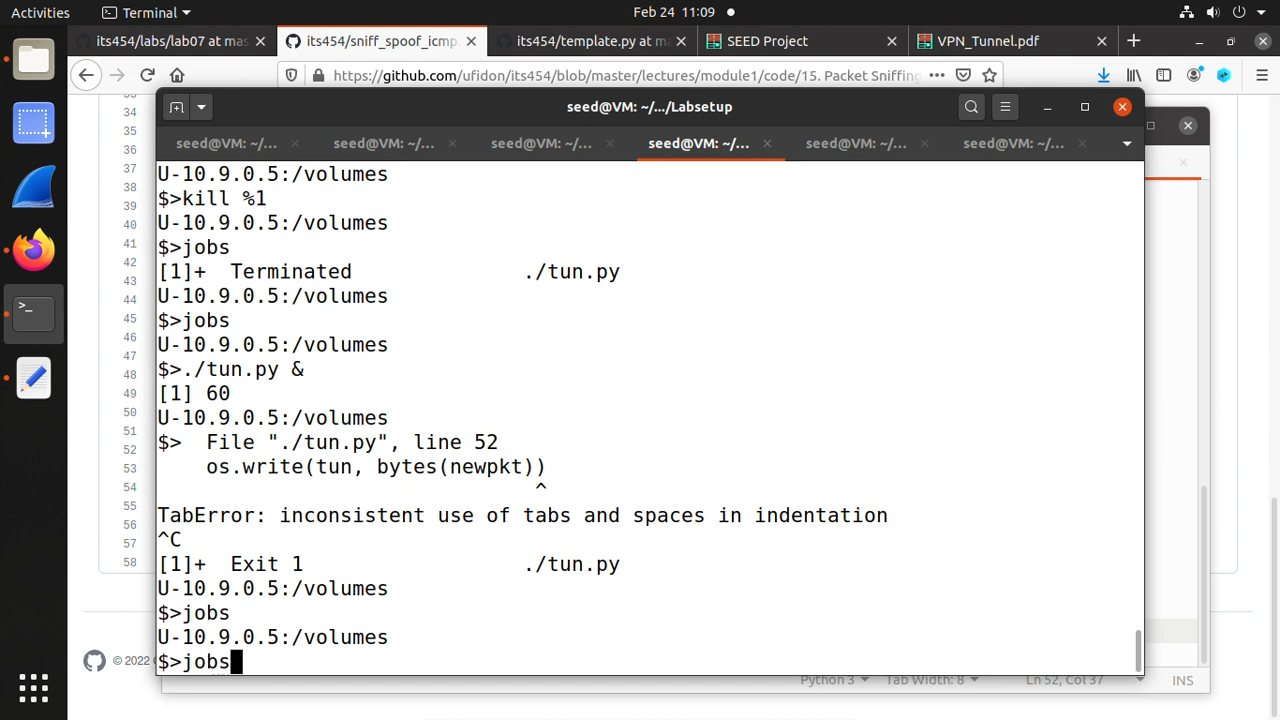 Activities
Terminal
Feb 24 11:09
its454/labs/lab07 at mas
its454/sniff_spoof_icmp.
its454/template.py at ma
SEED Project
VPN_Tunnel.pdf
https://github.com/ufidon/its454/blob/master/lectures/module1/code/15. Packet Sniffing
seed@VM: ~/.../Labsetup
seed@VM: ~/...
seed@VM: ~/...
seed@VM: ~/...
seed@VM: ~/...
seed@VM: ~/...
seed@VM: ~/...
34
35
36
37
38
39
40
41
42
43
44
45
46
47
48
49
50
51
52
53
54
55
56
57
58
U-10.9.0.5:/volumes
$>kill %1
U-10.9.0.5:/volumes
$>jobs
[1]+  Terminated              ./tun.py
U-10.9.0.5:/volumes
$>jobs
U-10.9.0.5:/volumes
$>./tun.py &
[1] 60
U-10.9.0.5:/volumes
$>  File "./tun.py", line 52
    os.write(tun, bytes(newpkt))
                               ^
TabError: inconsistent use of tabs and spaces in indentation
^C
[1]+  Exit 1                  ./tun.py
U-10.9.0.5:/volumes
$>jobs
U-10.9.0.5:/volumes
$>jobs
© 2022
Python 3
Tab Width: 8
Ln 52, Col 37
INS